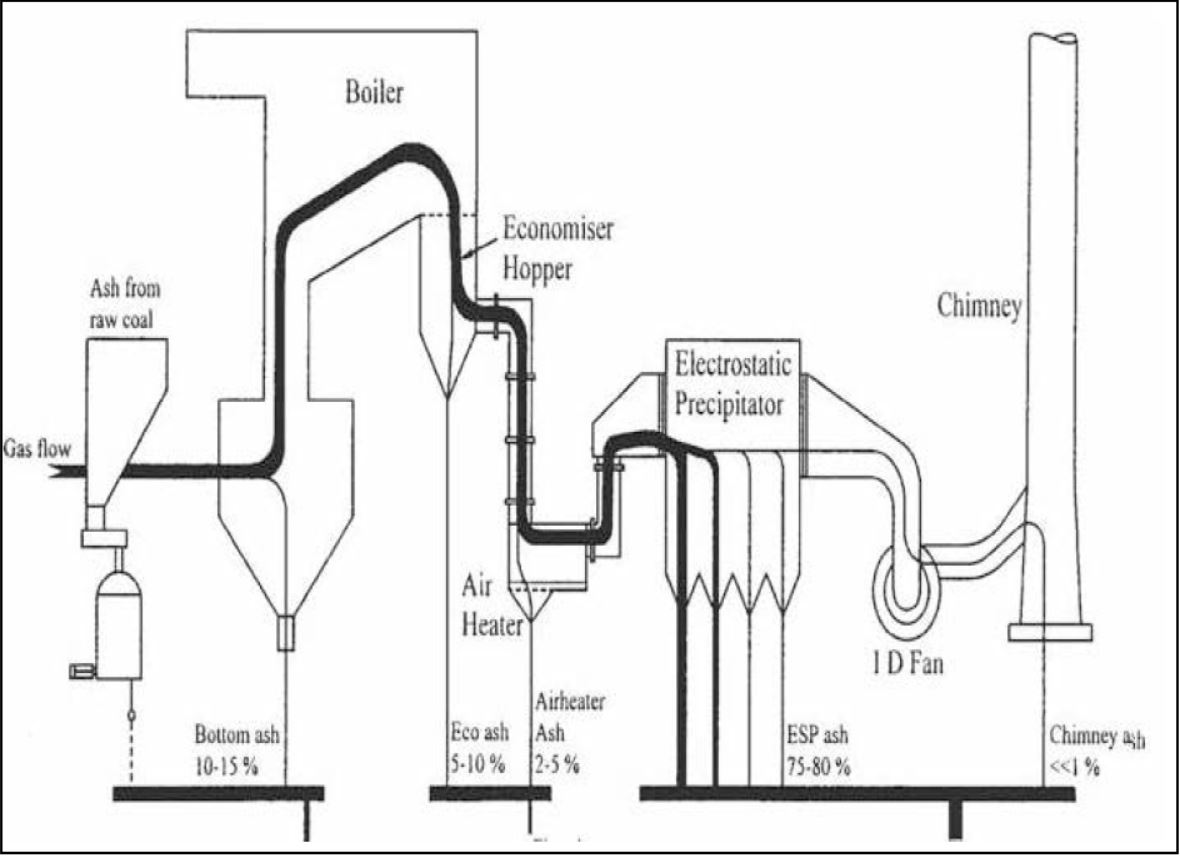 Boiler
Economiser
Hopper
Ash from
raw coal
Chimney
Electrostatic
Precipitator
Gas flow
Air
Heater
1 D Fan
Bottom ash
10-15 %
Eco ash
5-10 %
Airheater
Ash
2-5 %
ESP ash
75-80 %
Chimney ash
<<1 %